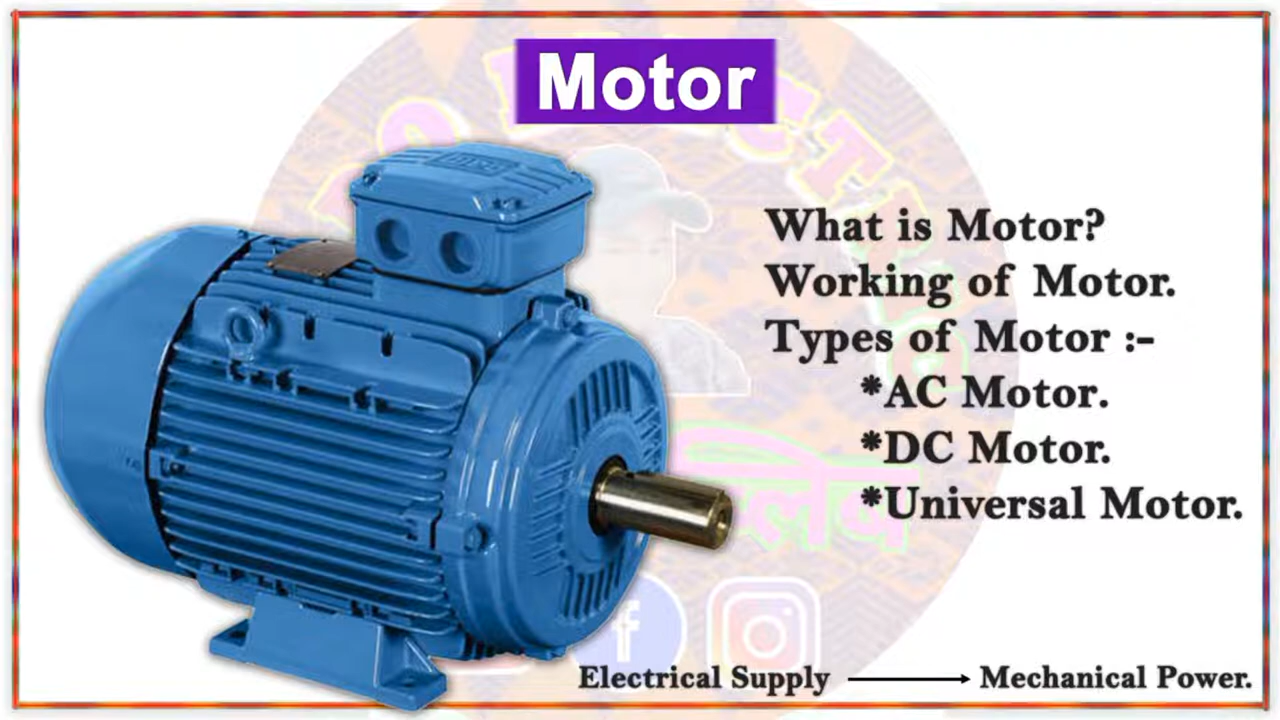 Motor
What is Motor?
Working of Motor.
Types of Motor :-
*AC Motor.
*DC Motor.
*Universal Motor.
Electrical Supply → Mechanical Power.